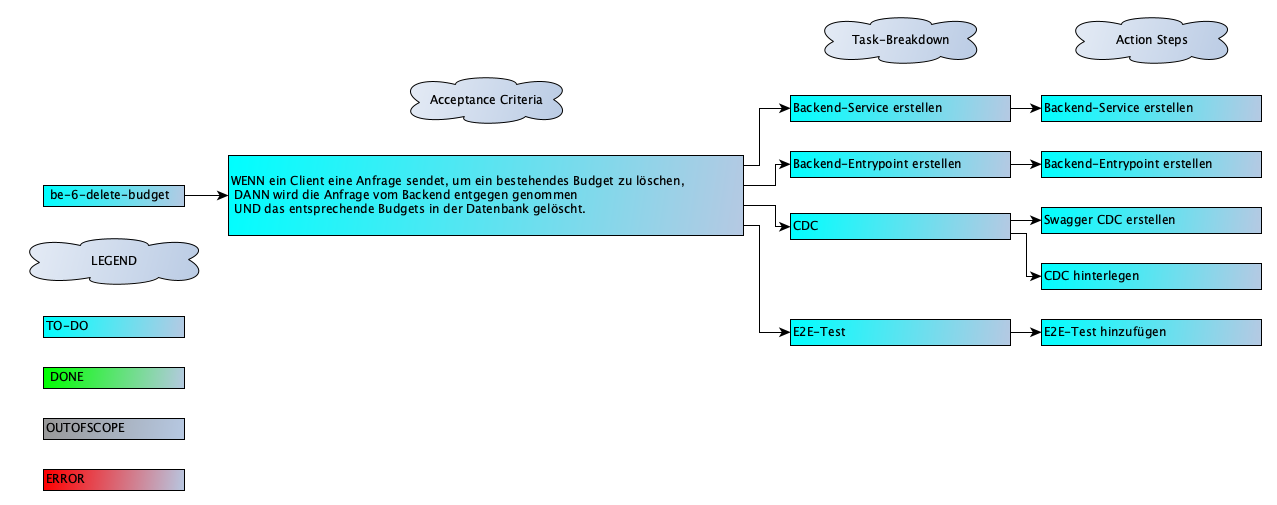 Task-Breakdown
Action Steps
Acceptance Criteria
be-6-delete-budget
WENN ein Client eine Anfrage sendet, um ein bestehendes Budget zu löschen,
DANN wird die Anfrage vom Backend entgegen genommen
UND das entsprechende Budgets in der Datenbank gelöscht.
Backend-Service erstellen
Backend-Service erstellen
Backend-Entrypoint erstellen
Backend-Entrypoint erstellen
CDC
Swagger CDC erstellen
CDC hinterlegen
E2E-Test
E2E-Test hinzufügen
LEGEND
TO-DO
DONE
OUTOFSCOPE
ERROR